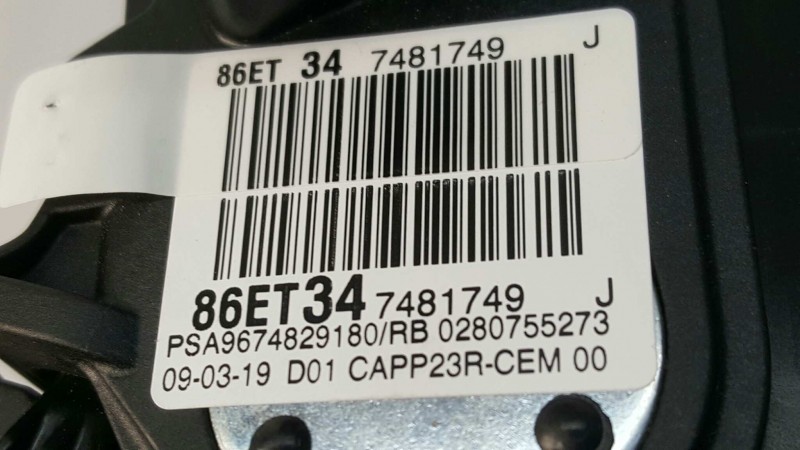 86ET 34 7481749 J
86ET34 7481749 J
PSA9674829180/RB 0280755273
09-03-19 D01 CAPP23R-CEM 00